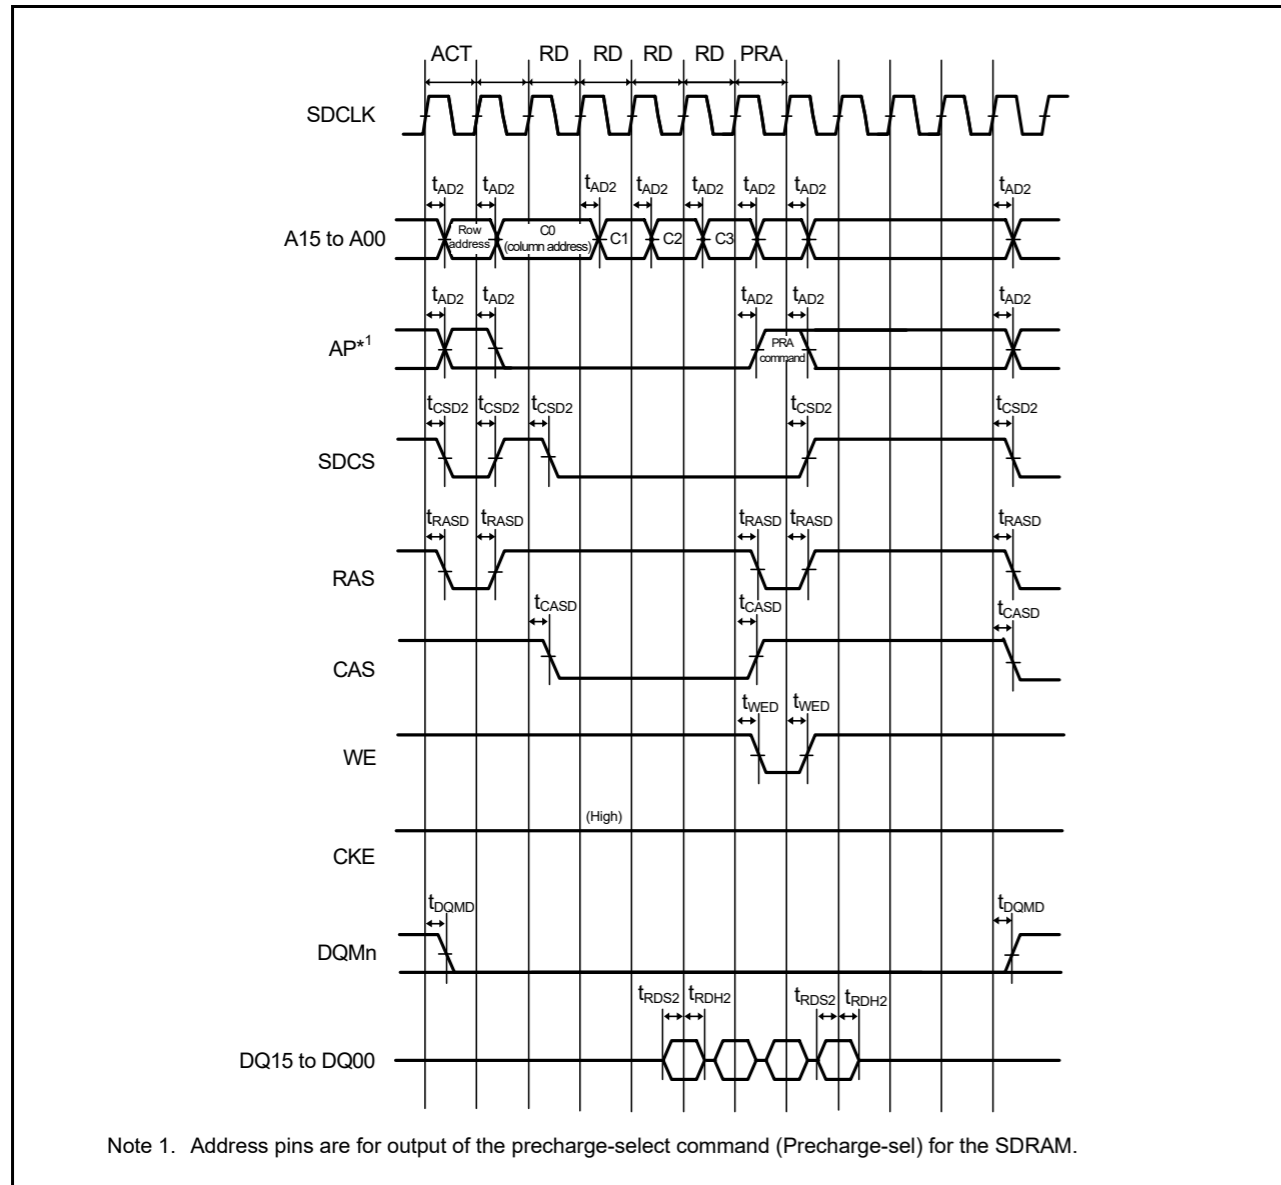 ACT RD RD RD RD PRA
SDCLK
tAD2 tAD2 tAD2 tAD2 tAD2 tAD2 tAD2 tAD2
A15 to A00
Row address
C0 (column address)
C1 C2 C3
tAD2 tAD2 tAD2 tAD2 tAD2
AP*1
PRA command
tCSD2 tCSD2 tCSD2 tCSD2 tCSD2
SDCS
tRASD tRASD tRASD tRASD tRASD
RAS
tCASD tCASD tCASD
CAS
tWED tWED
WE
(High)
CKE
tDQMD tDQMD
DQMn
tRDS2 tRDH2 tRDS2 tRDH2
DQ15 to DQ00
Note 1. Address pins are for output of the precharge-select command (Precharge-sel) for the SDRAM.